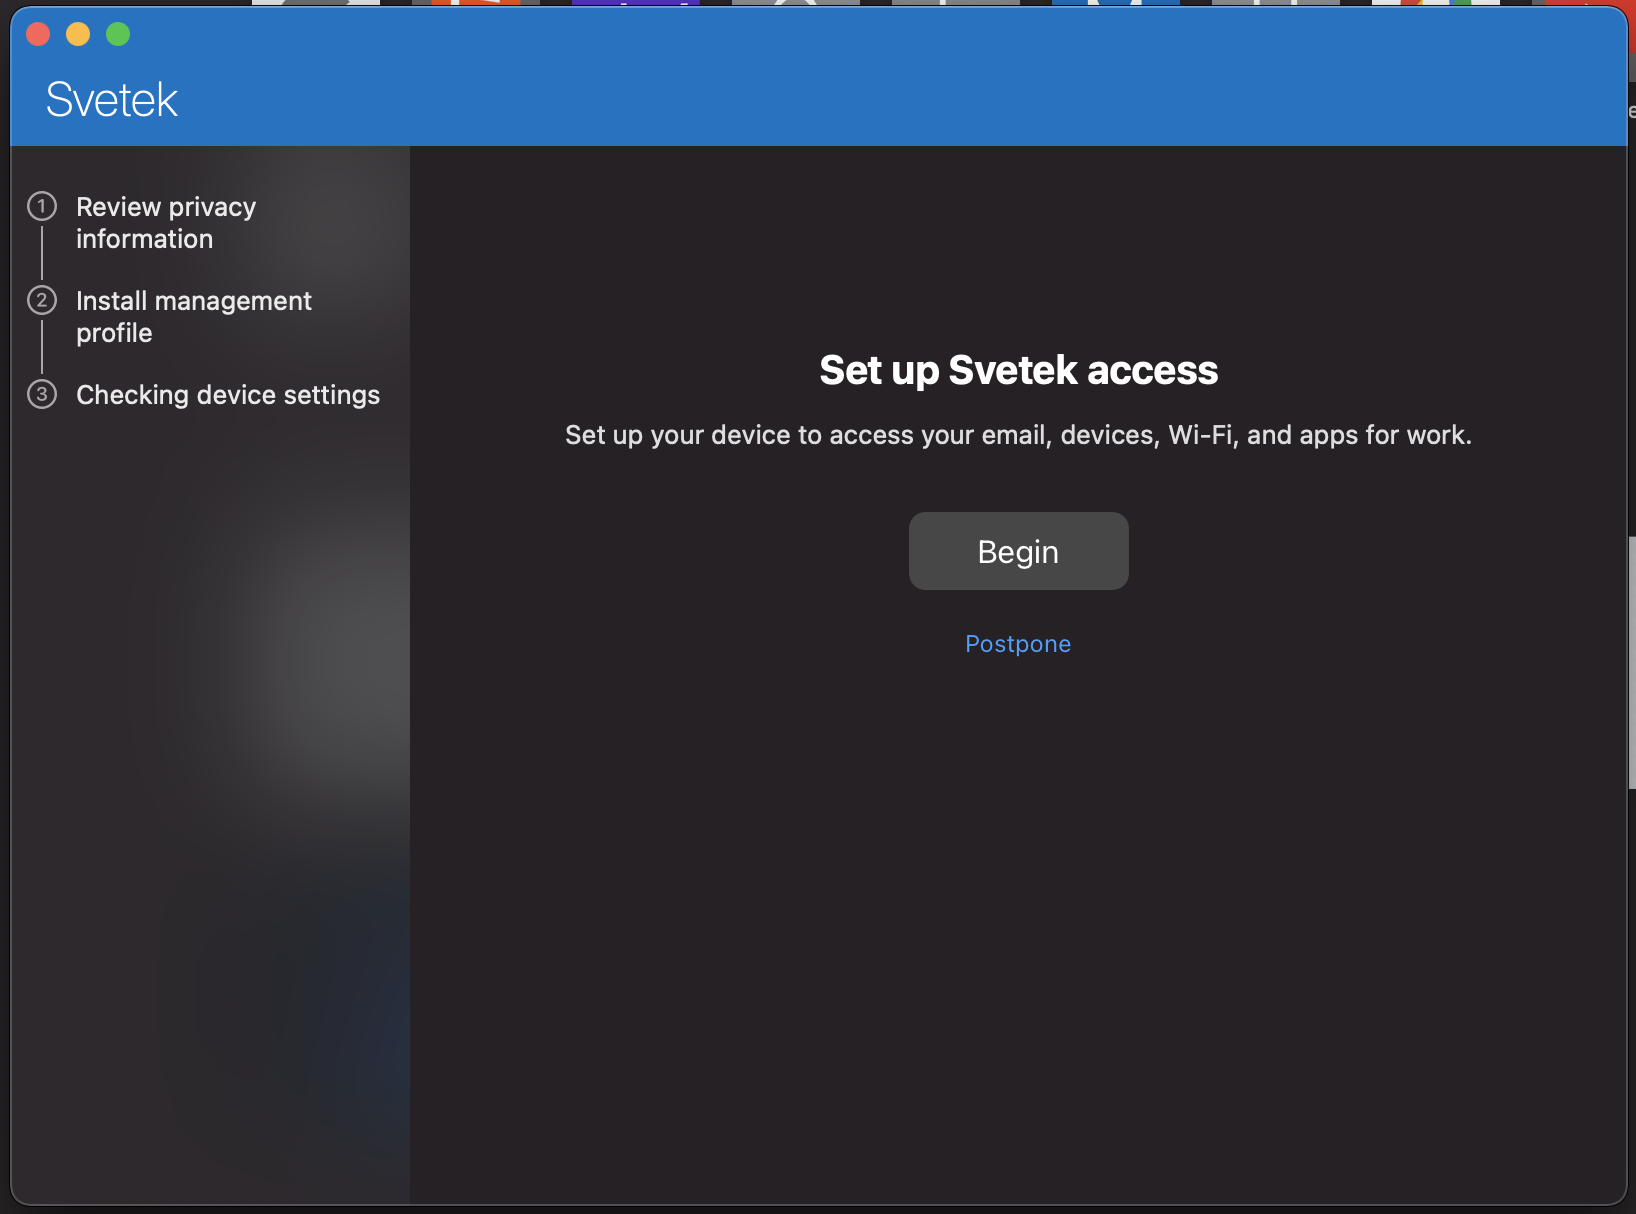 Svetek
1
Review privacy
information
2
Install management
profile
3
Checking device settings
Set up Svetek access
Set up your device to access your email, devices, Wi-Fi, and apps for work.
Begin
Postpone